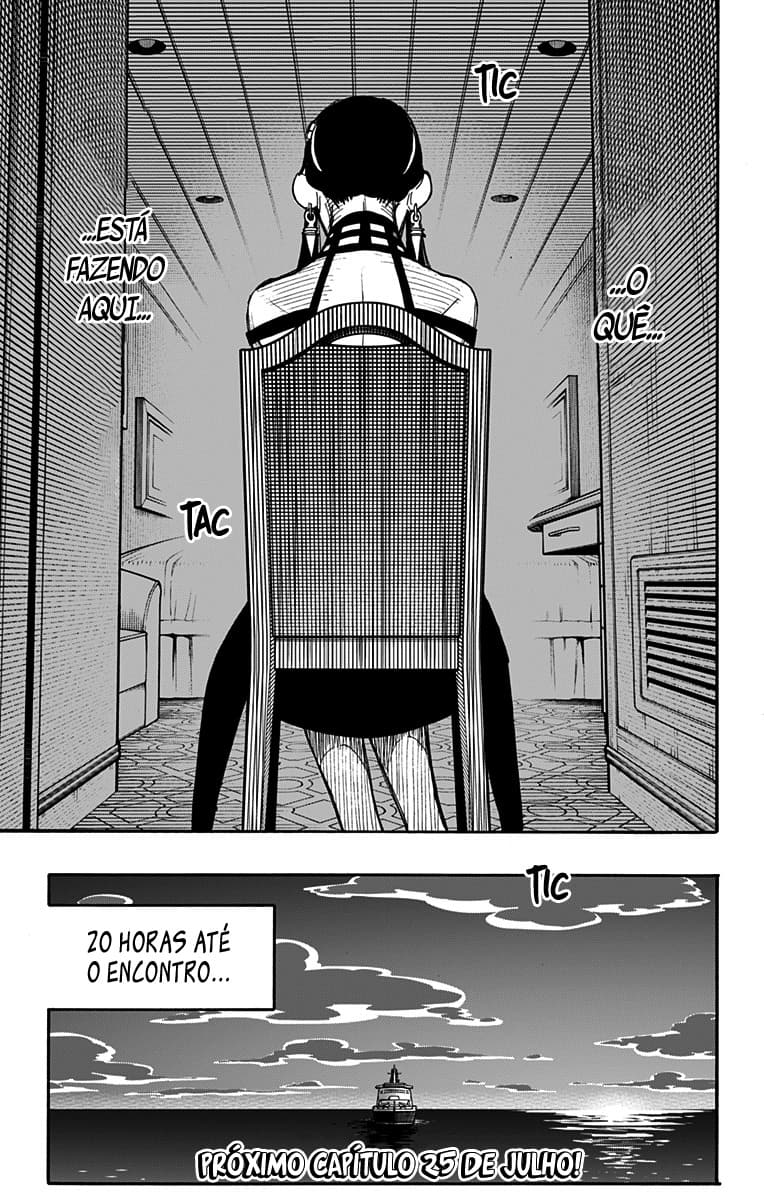 TIC
...O
QUÊ...
...ESTÁ
FAZENDO
AQUI...
TAC
TIC
20 HORAS ATÉ
O ENCONTRO...
PRÓXIMO CAPÍTULO 25 DE JULHO!